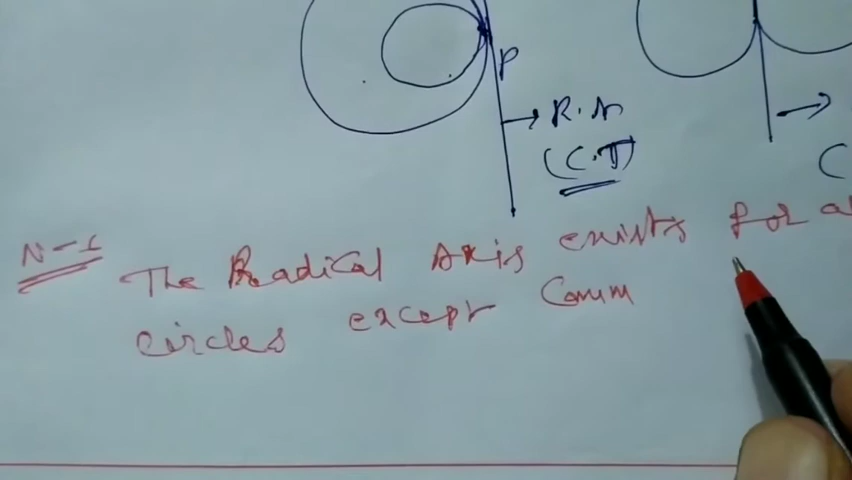 P
R.A
(C.T)
(
N-1
The Radical Axis exists for a
circles except Comm